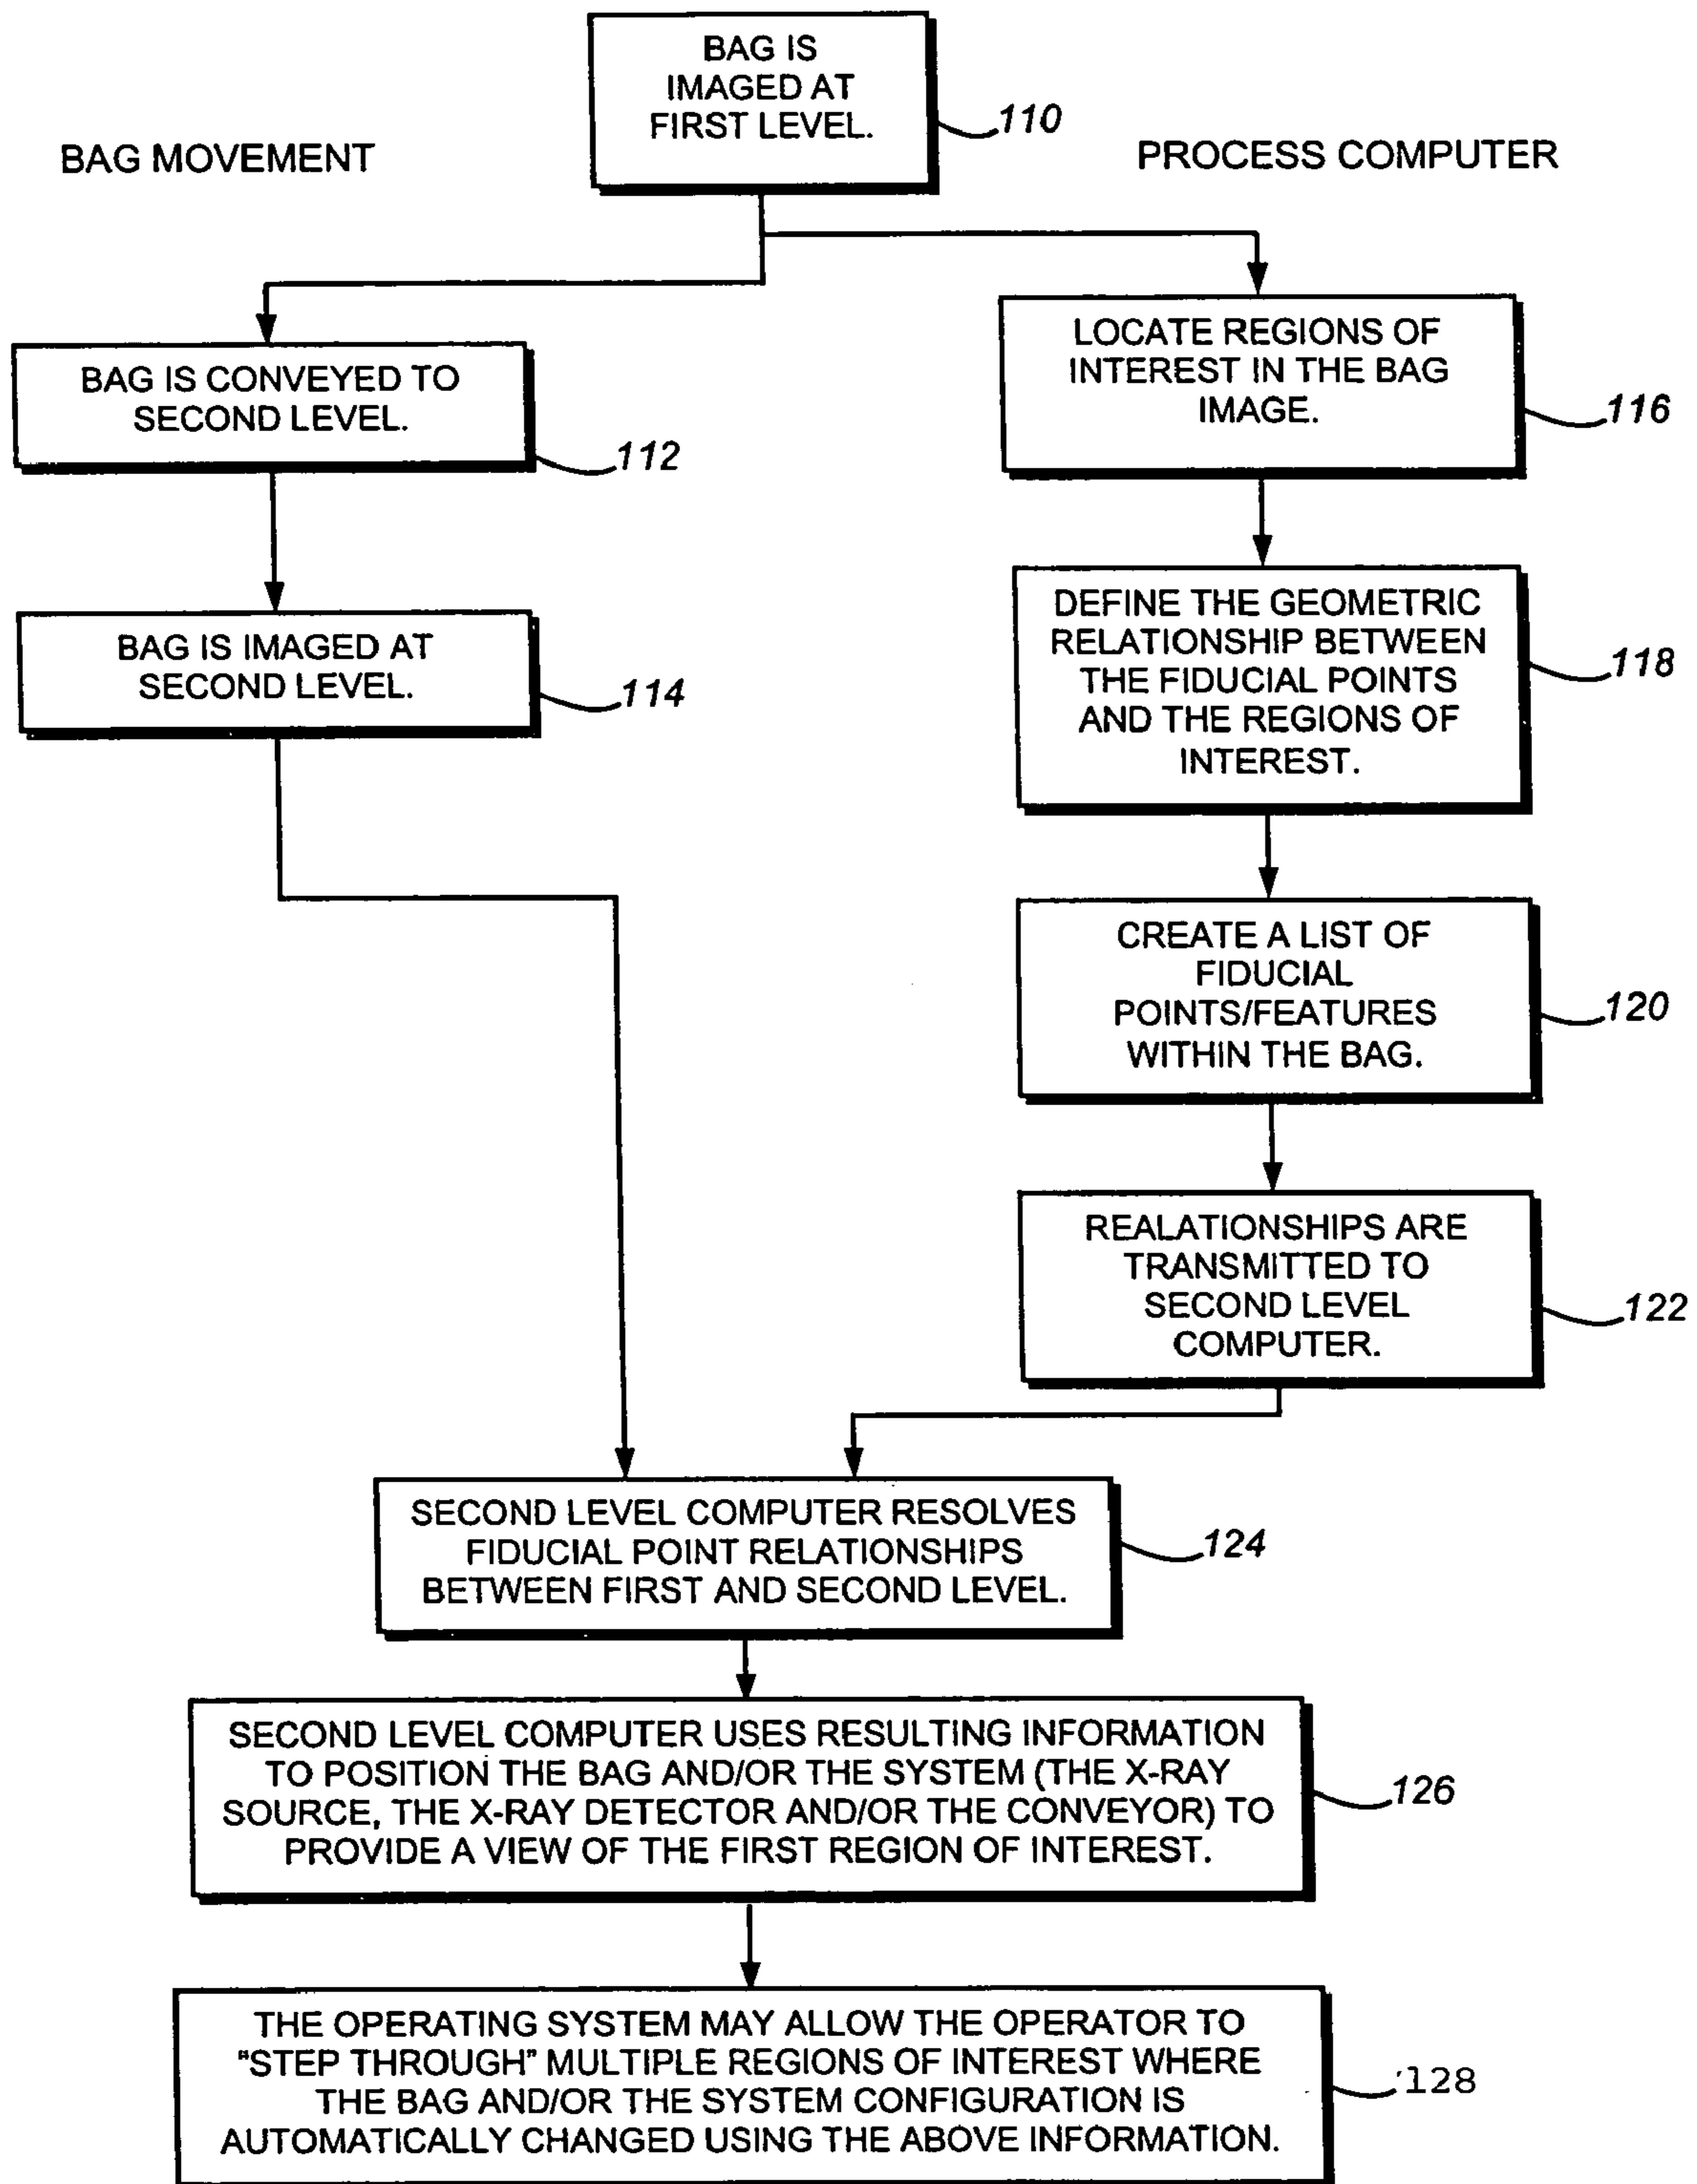 BAG IS
IMAGED AT
FIRST LEVEL.
110
BAG MOVEMENT
PROCESS COMPUTER
BAG IS CONVEYED TO
SECOND LEVEL.
112
BAG IS IMAGED AT
SECOND LEVEL.
114
LOCATE REGIONS OF
INTEREST IN THE BAG
IMAGE.
116
DEFINE THE GEOMETRIC
RELATIONSHIP BETWEEN
THE FIDUCIAL POINTS
AND THE REGIONS OF
INTEREST.
118
CREATE A LIST OF
FIDUCIAL
POINTS/FEATURES
WITHIN THE BAG.
120
REALATIONSHIPS ARE
TRANSMITTED TO
SECOND LEVEL
COMPUTER.
122
SECOND LEVEL COMPUTER RESOLVES
FIDUCIAL POINT RELATIONSHIPS
BETWEEN FIRST AND SECOND LEVEL.
124
SECOND LEVEL COMPUTER USES RESULTING INFORMATION
TO POSITION THE BAG AND/OR THE SYSTEM (THE X-RAY
SOURCE, THE X-RAY DETECTOR AND/OR THE CONVEYOR) TO
PROVIDE A VIEW OF THE FIRST REGION OF INTEREST.
126
THE OPERATING SYSTEM MAY ALLOW THE OPERATOR TO
"STEP THROUGH" MULTIPLE REGIONS OF INTEREST WHERE
THE BAG AND/OR THE SYSTEM CONFIGURATION IS
AUTOMATICALLY CHANGED USING THE ABOVE INFORMATION.
128